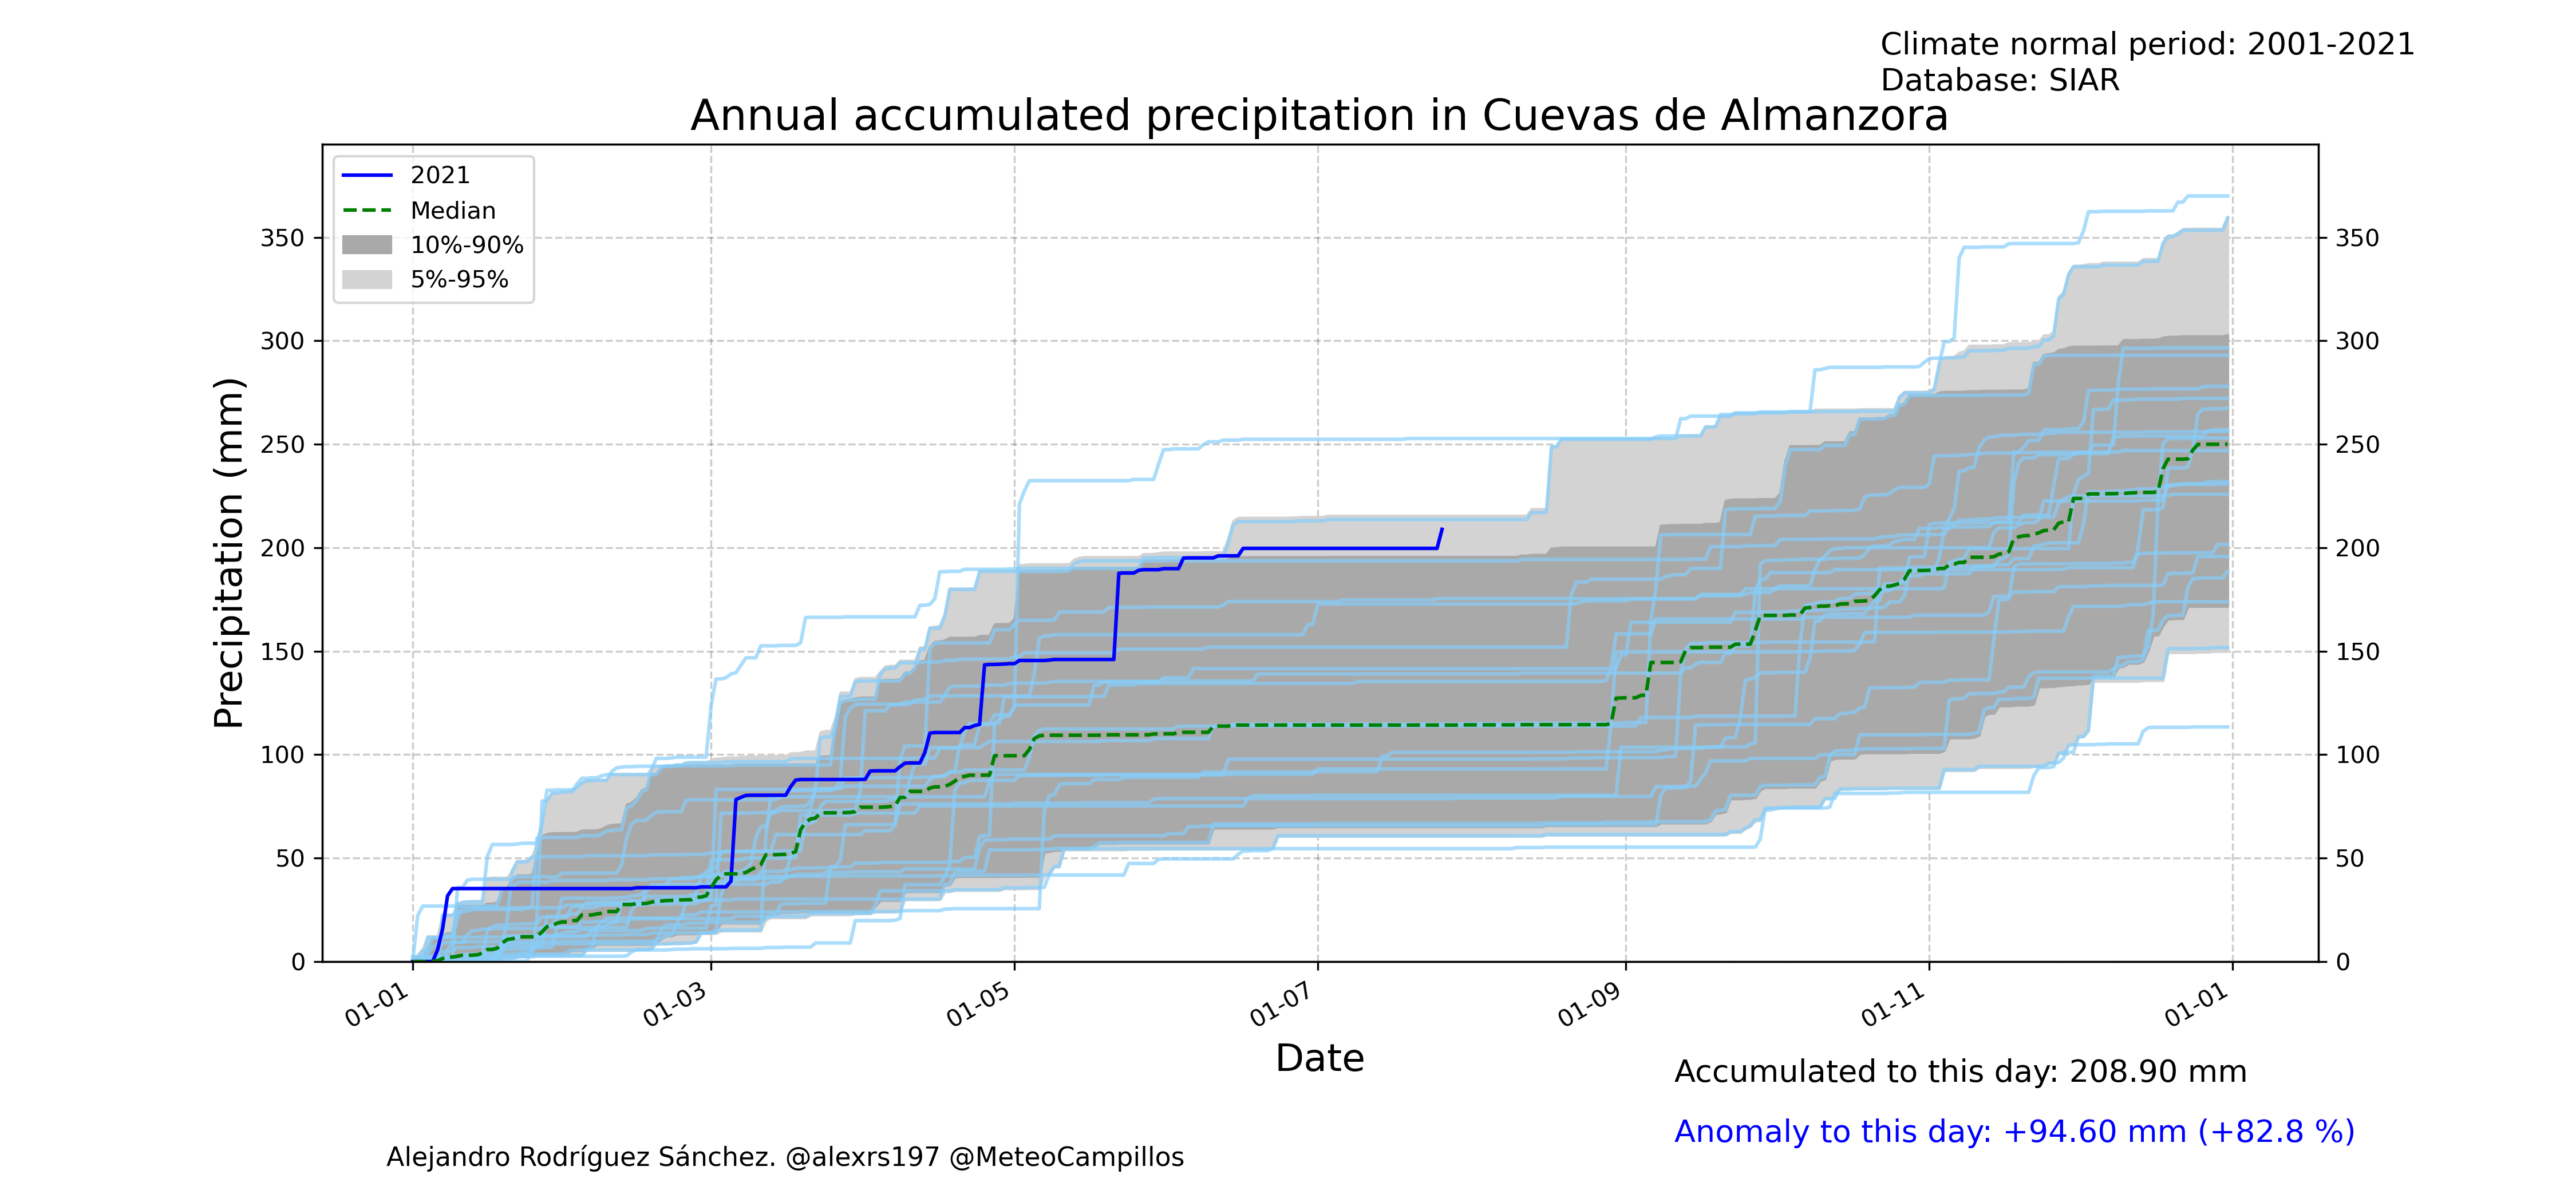 Climate normal period: 2001-2021
Database: SIAR
Annual accumulated precipitation in Cuevas de Almanzora
2021
Median
10%-90%
5%-95%
Precipitation (mm)
350
300
250
200
150
100
50
0
350
300
250
200
150
100
50
0
01-01
01-03
01-05
01-07
01-09
01-11
01-01
Date
Accumulated to this day: 208.90 mm
Anomaly to this day: +94.60 mm (+82.8 %)
Alejandro Rodríguez Sánchez. @alexrs197 @MeteoCampillos